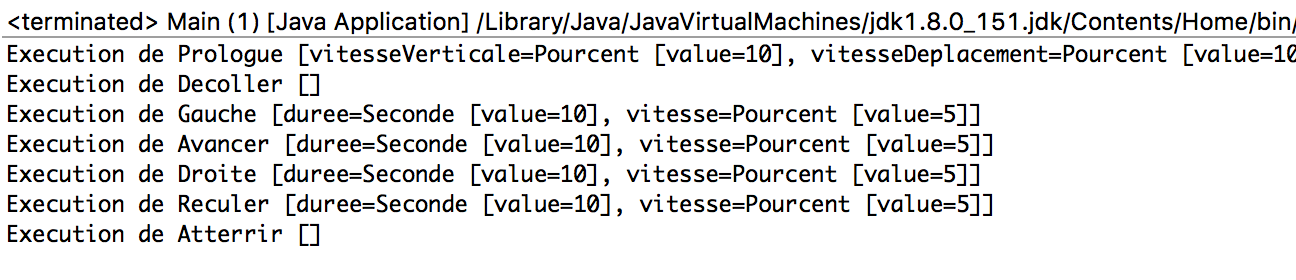 <terminated> Main (1) [Java Application] /Library/Java/JavaVirtualMachines/jdk1.8.0_151.jdk/Contents/Home/bin/
Execution de Prologue [vitesseVerticale=Pourcent [value=10], vitesseDeplacement=Pourcent [value=10
Execution de Decoller []
Execution de Gauche [duree=Seconde [value=10], vitesse=Pourcent [value=5]]
Execution de Avancer [duree=Seconde [value=10], vitesse=Pourcent [value=5]]
Execution de Droite [duree=Seconde [value=10], vitesse=Pourcent [value=5]]
Execution de Reculer [duree=Seconde [value=10], vitesse=Pourcent [value=5]]
Execution de Atterrir []